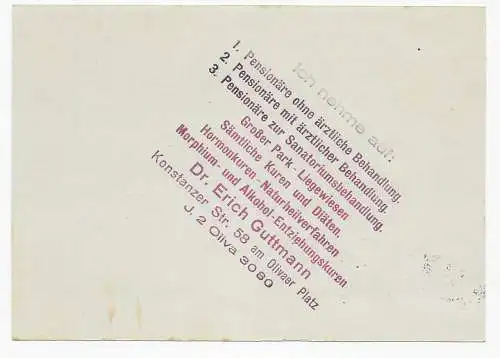 Ich nehme auf:
1. Pensionäre ohne ärztliche Behandlung.
2. Pensionäre mit ärztlicher Behandlung.
3. Pensionäre zur Sanatoriumsbehandlung.
Großer Park - Liegewiesen
Sämtliche Kuren und Diäten.
Hormonkuren - Naturheilverfahren
Morphium- und Alkohol-Entziehungskuren
Dr. Erich Guttmann
Konstanzer Str. 58 am Olivaer Platz
J. 2 Oliva 3080